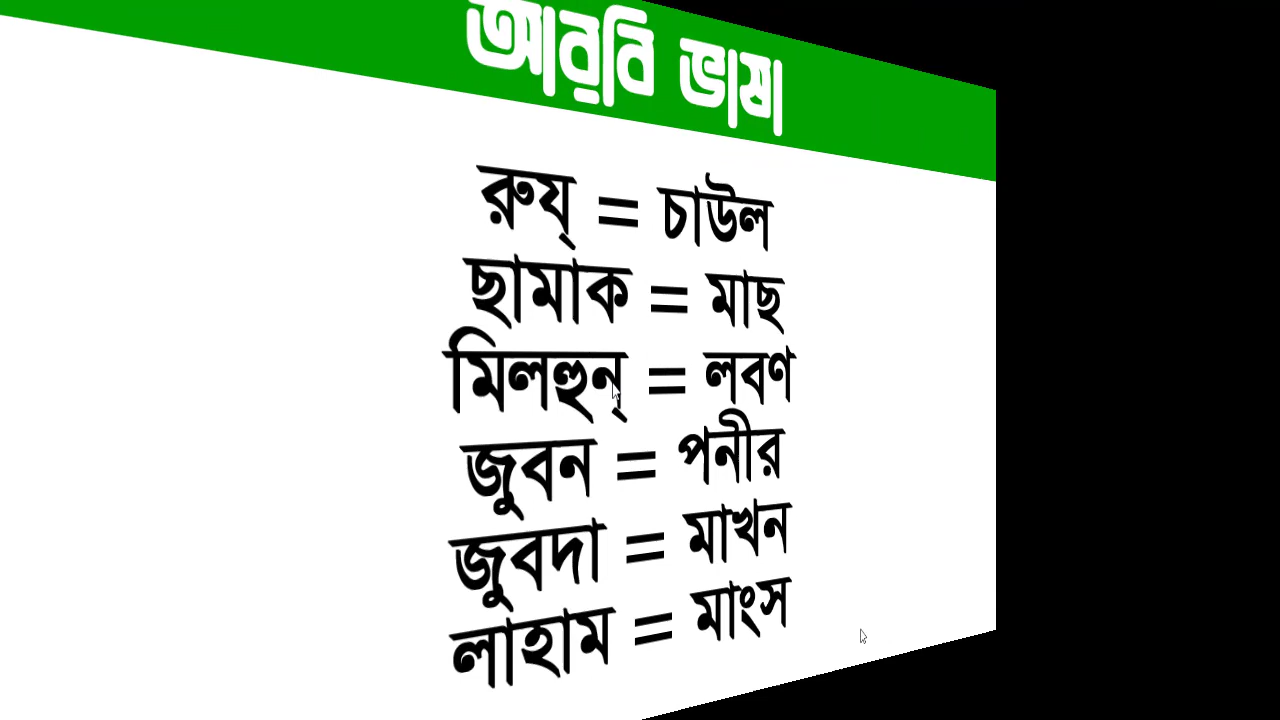 আরবি ভাষা
রুয্ = চাউল
ছামাক = মাছ
মিলহুন্ = লবণ
জুবন = পনীর
জুবদা = মাখন
লাহাম = মাংস